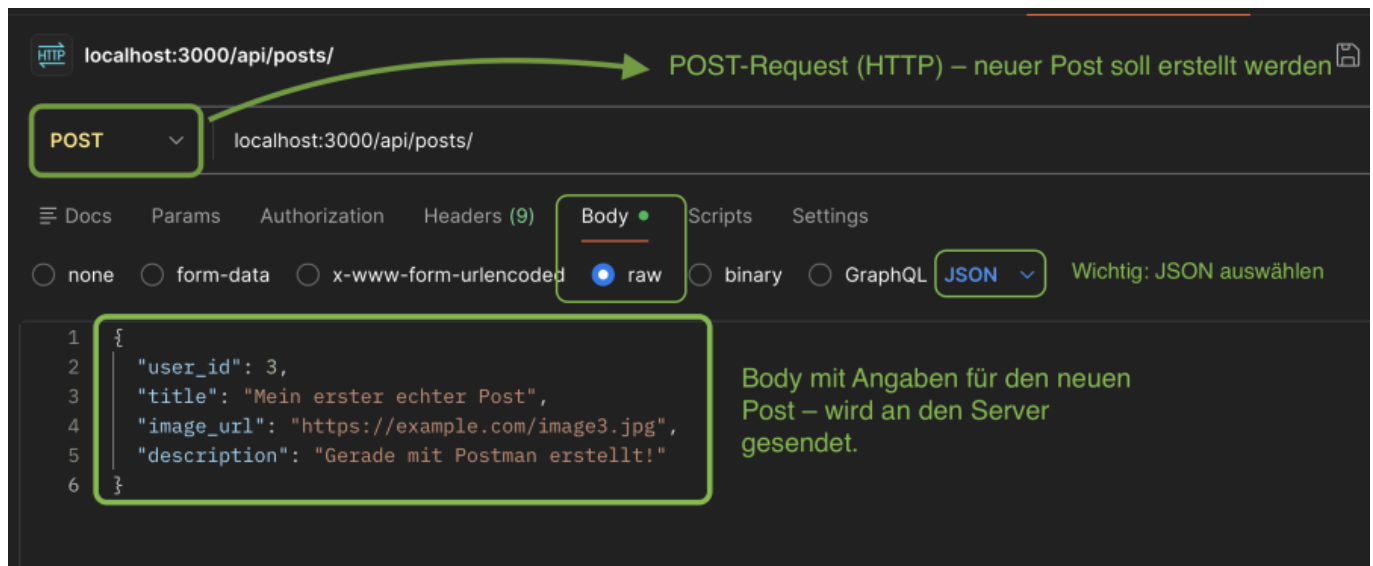 HTTP localhost:3000/api/posts/
POST-Request (HTTP) – neuer Post soll erstellt werden
POST localhost:3000/api/posts/
Docs Params Authorization Headers (9) Body Scripts Settings
none form-data x-www-form-urlencoded raw binary GraphQL JSON Wichtig: JSON auswählen
1 {
2 "user_id": 3,
3 "title": "Mein erster echter Post",
4 "image_url": "https://example.com/image3.jpg",
5 "description": "Gerade mit Postman erstellt!"
6 }
Body mit Angaben für den neuen
Post – wird an den Server
gesendet.